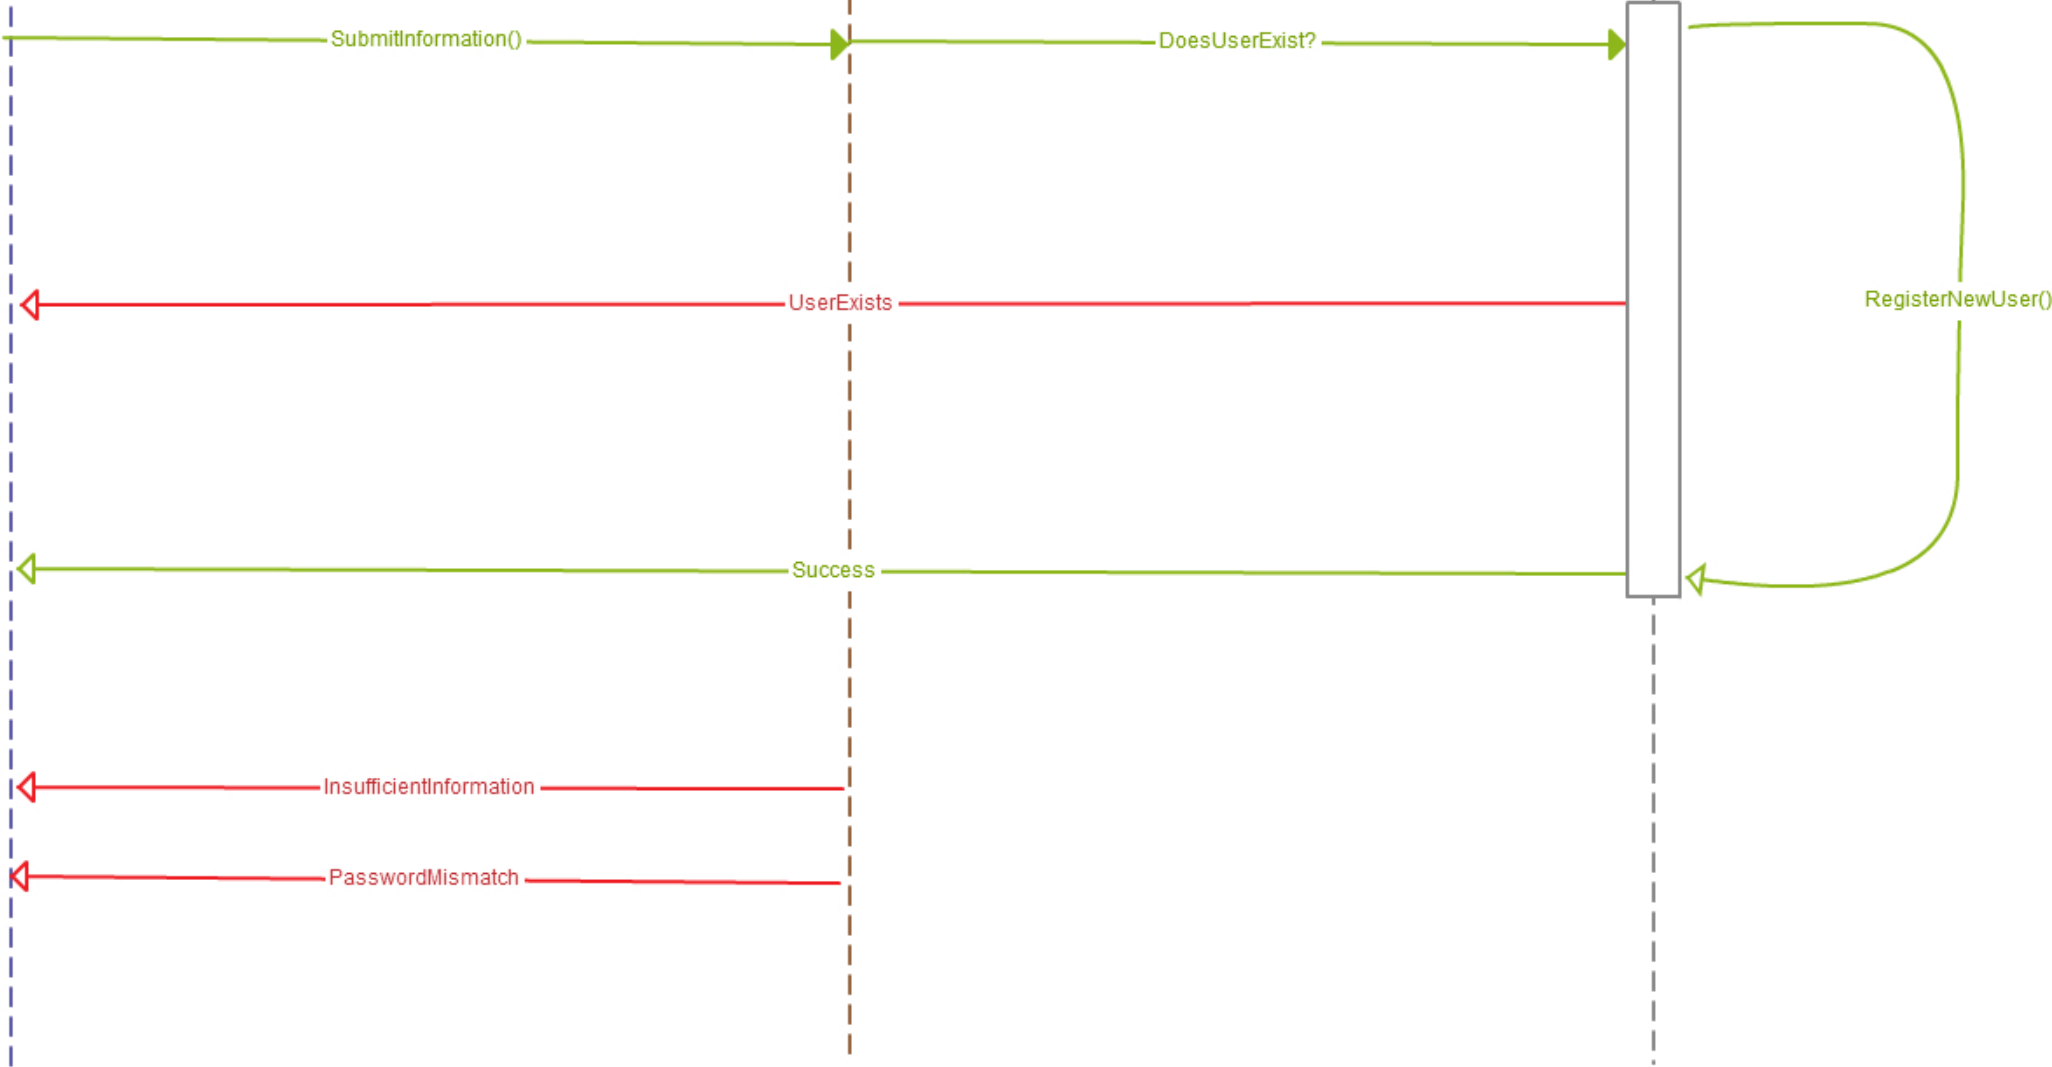 SubmitInformation()
DoesUserExist?
UserExists
RegisterNewUser()
Success
InsufficientInformation
PasswordMismatch